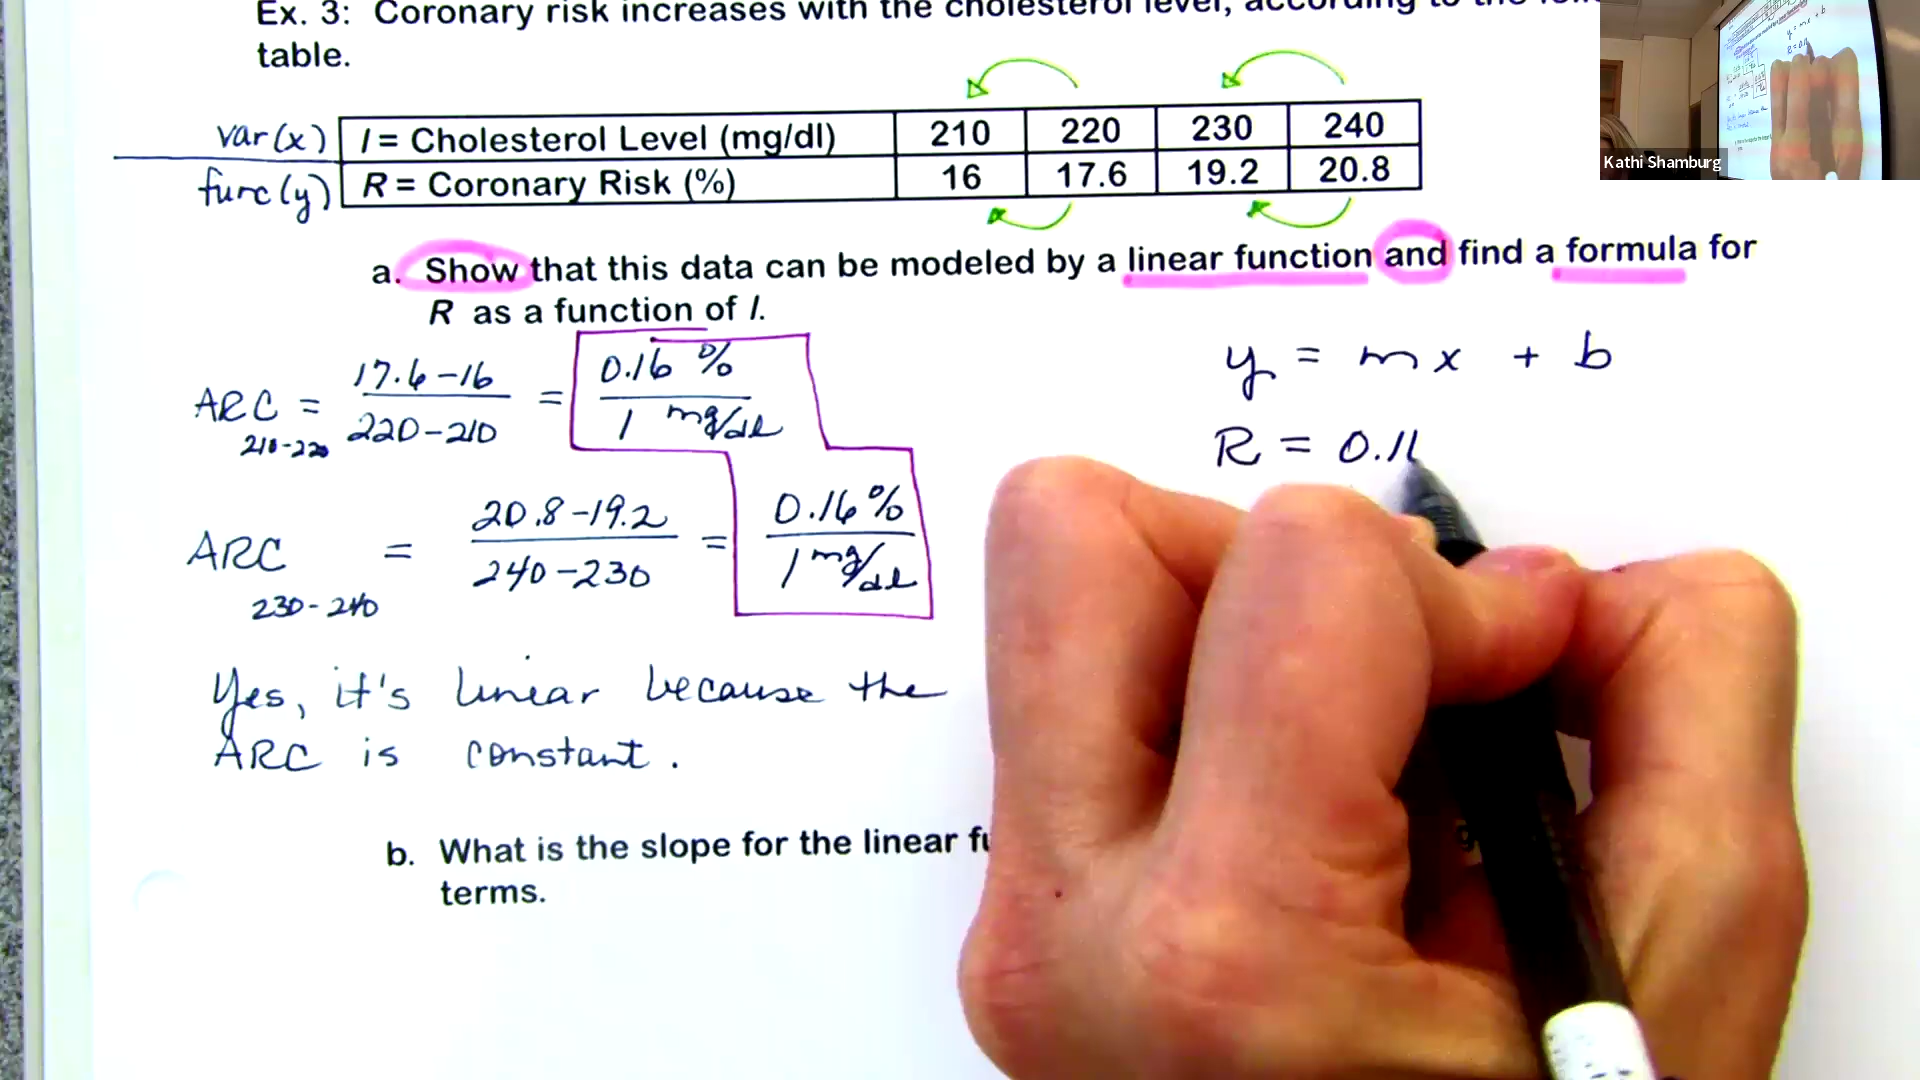 Ex. 3: Coronary risk increases with the cholesterol level, according to the
table.
var(x) l = Cholesterol Level (mg/dl) 210 220 230 240
func(y) R = Coronary Risk (%) 16 17.6 19.2 20.8
a. Show that this data can be modeled by a linear function and find a formula for
R as a function of l.
ARC 210-220 = 17.6-16 / 220-210 = 0.16 % / 1 mg/dl
y = mx + b
R = 0.1
ARC 230-240 = 20.8-19.2 / 240-230 = 0.16% / 1 mg/dl
Yes, it's linear because the
ARC is constant.
b. What is the slope for the linear
terms.
Kathi Shamburg
y = mx + b